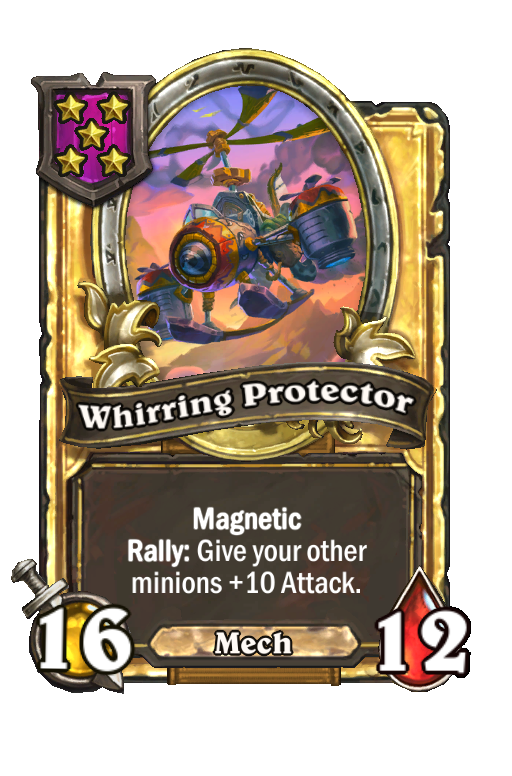 Whirring Protector
Magnetic
Rally: Give your other
minions +10 Attack.
16
Mech
12